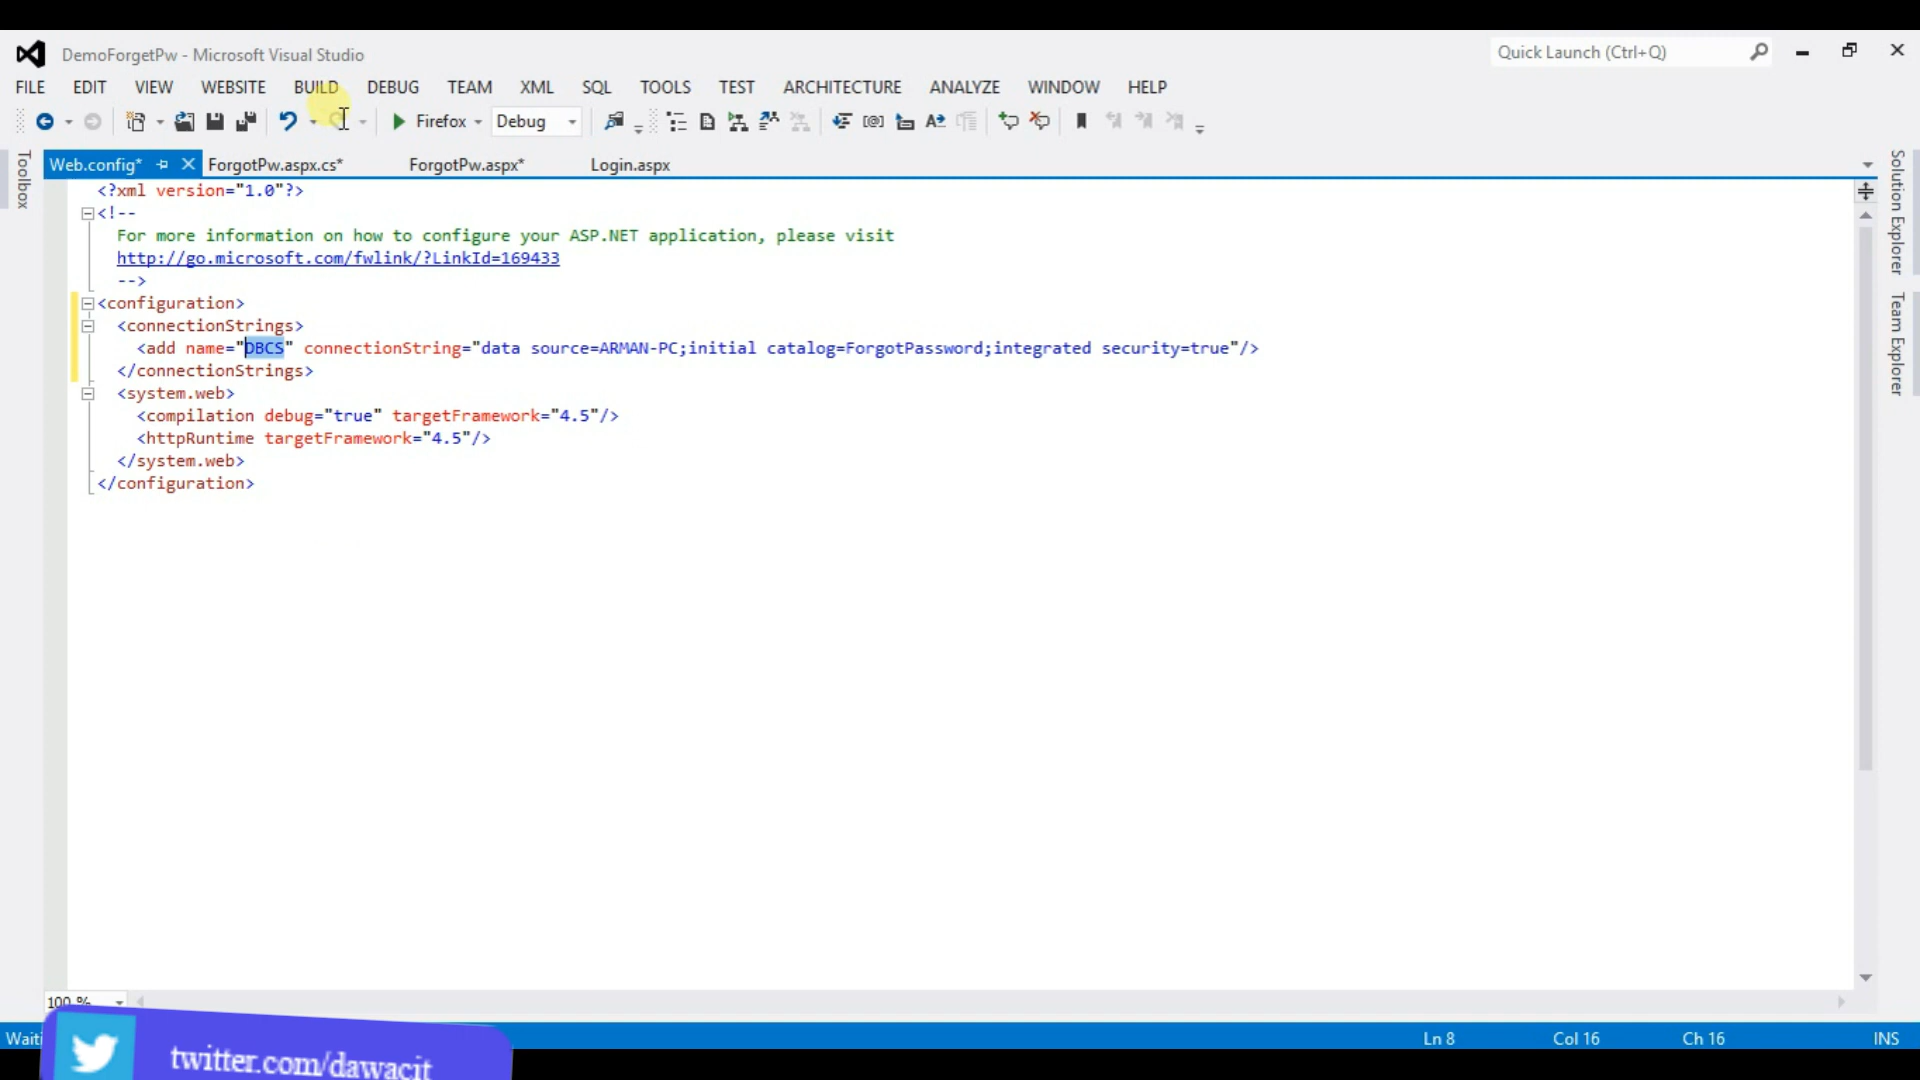 DemoForgetPw - Microsoft Visual Studio
Quick Launch (Ctrl+Q)
FILE EDIT VIEW WEBSITE BUILD DEBUG TEAM XML SQL TOOLS TEST ARCHITECTURE ANALYZE WINDOW HELP
Firefox Debug
Toolbox
Web.config* ForgotPw.aspx.cs* ForgotPw.aspx* Login.aspx
Solution Explorer
Team Explorer
<?xml version="1.0"?>
<!--
For more information on how to configure your ASP.NET application, please visit
http://go.microsoft.com/fwlink/?LinkId=169433
-->
<configuration>
<connectionStrings>
<add name="DBCS" connectionString="data source=ARMAN-PC;initial catalog=ForgotPassword;integrated security=true"/>
</connectionStrings>
<system.web>
<compilation debug="true" targetFramework="4.5"/>
<httpRuntime targetFramework="4.5"/>
</system.web>
</configuration>
100 %
Ln 8 Col 16 Ch 16 INS
twitter.com/dawacit